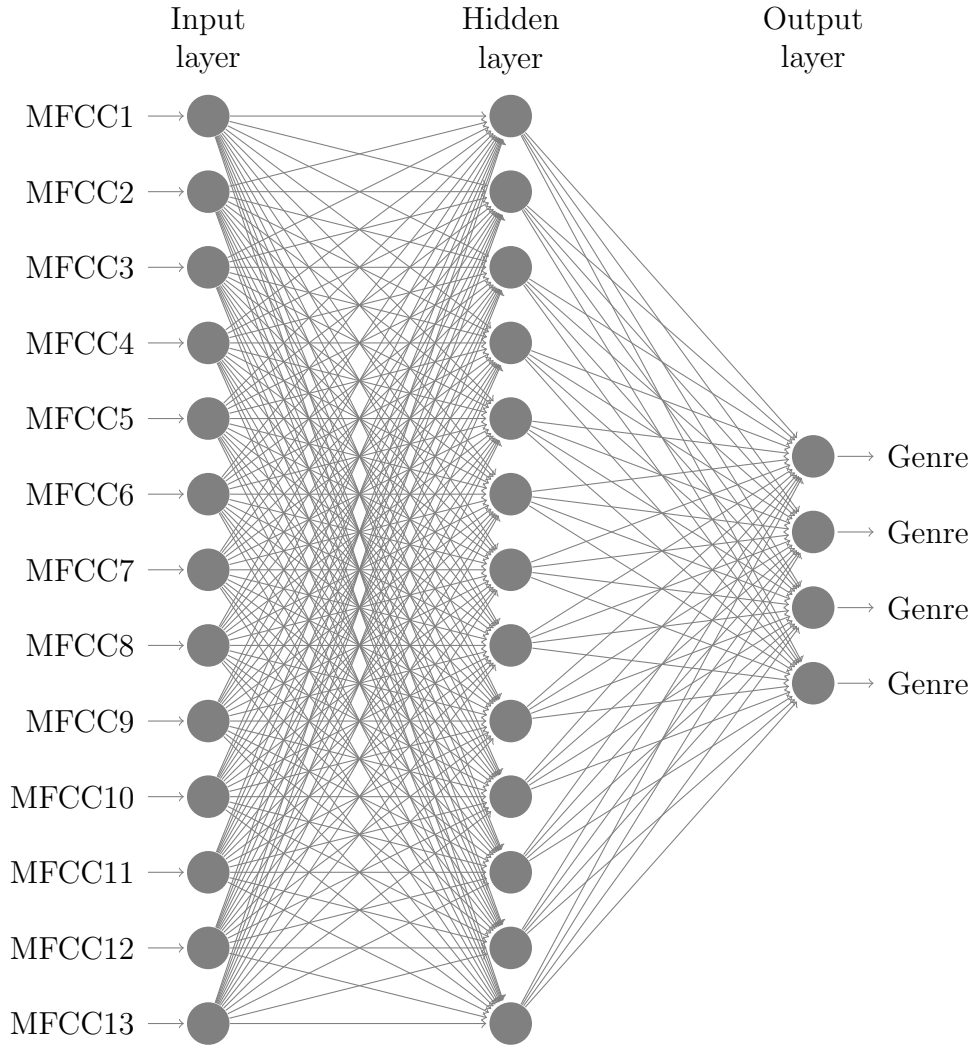 Input
layer
Hidden
layer
Output
layer
MFCC1
MFCC2
MFCC3
MFCC4
MFCC5
MFCC6
MFCC7
MFCC8
MFCC9
MFCC10
MFCC11
MFCC12
MFCC13
Genre
Genre
Genre
Genre